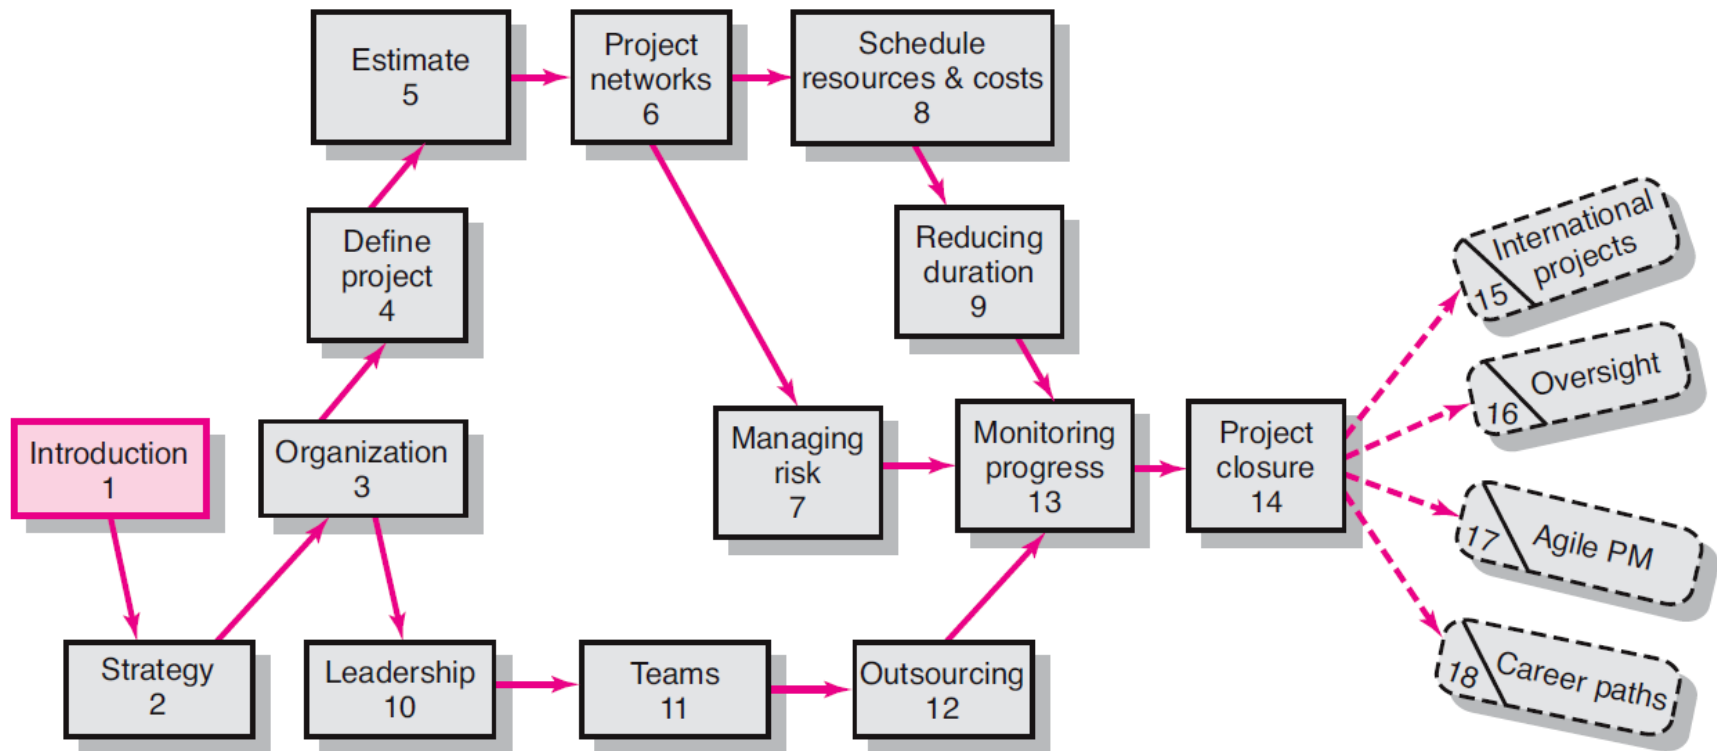 Introduction
1
Strategy
2
Organization
3
Define
project
4
Estimate
5
Project
networks
6
Managing
risk
7
Schedule
resources & costs
8
Reducing
duration
9
Leadership
10
Teams
11
Outsourcing
12
Monitoring
progress
13
Project
closure
14
International
projects
15
Oversight
16
Agile PM
17
Career paths
18